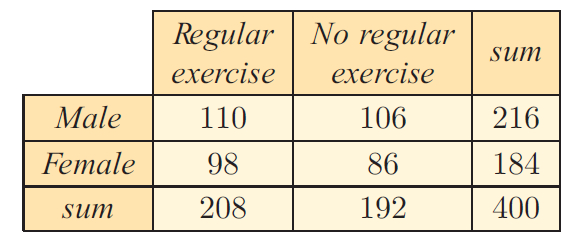 Regular exercise No regular exercise sum
Male 110 106 216
Female 98 86 184
sum 208 192 400